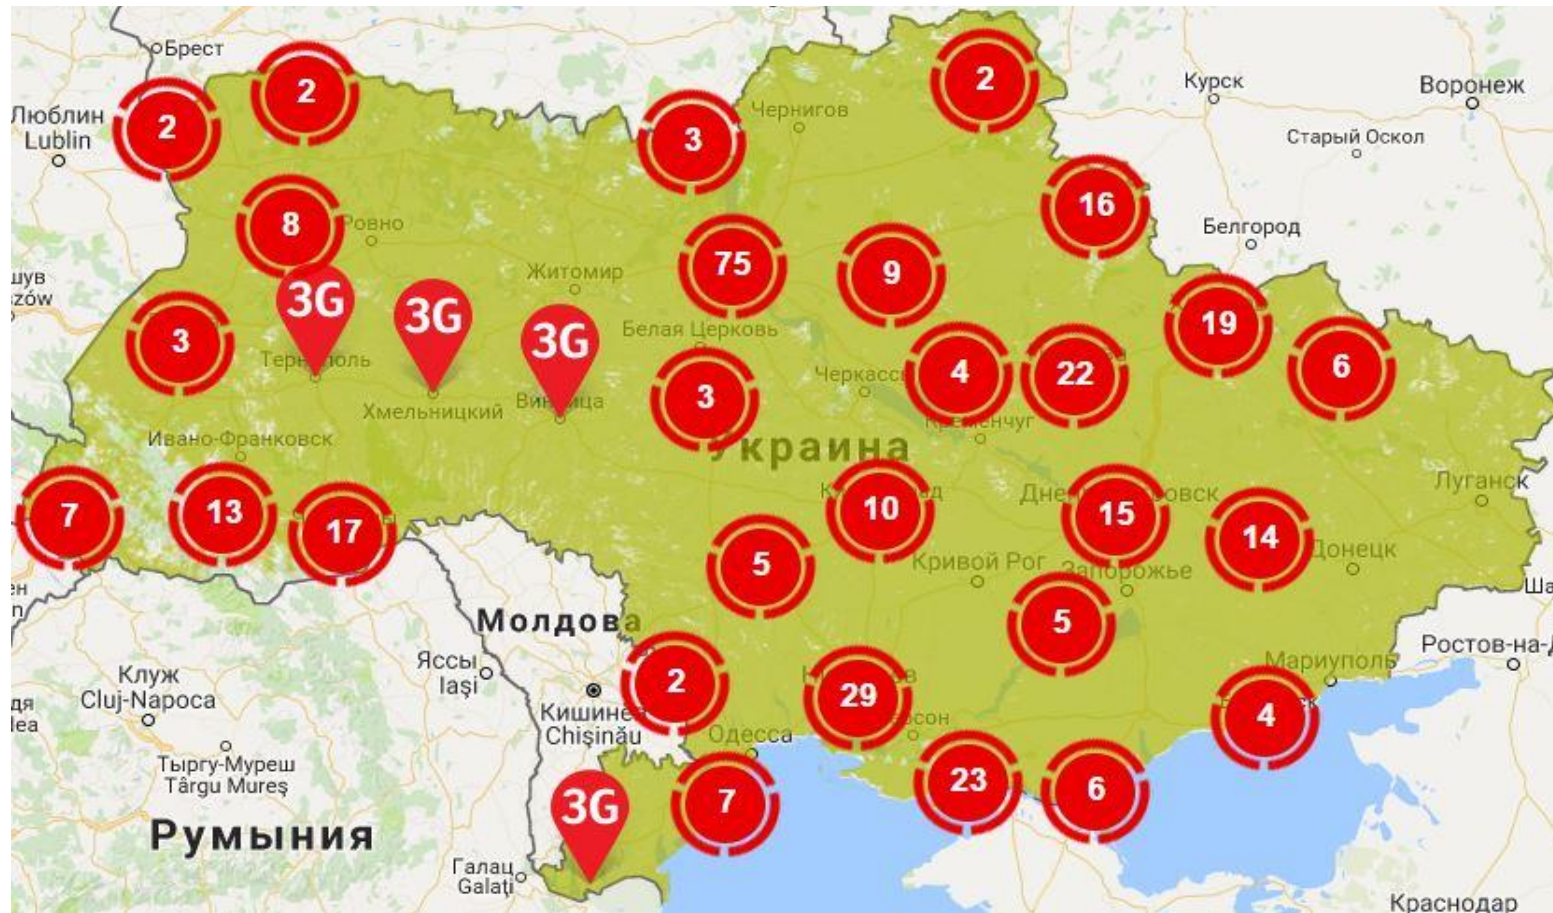 Брест
2
2
2
Чернигов
Курск
Воронеж
Люблин
Lublin
2
3
Старый Оскол
8
Ровно
16
Белгород
Житомир
75
9
3G
3G
3G
19
3
Белая Церковь
Черкассы
4
22
6
Хмельницкий
3
Ивано-Франковск
Украина
Кременчуг
Луганск
7
13
17
10
15
14
5
Кривой Рог
Запорожье
Донецк
Молдова
5
Ростов-на-Д
Клуж
Cluj-Napoca
Яссы
Iași
2
29
Мариуполь
4
Кишинев
Chișinău
Одесса
Тыргу-Муреш
Târgu Mureș
3G
7
23
6
Румыния
Галац
Galați
Краснодар